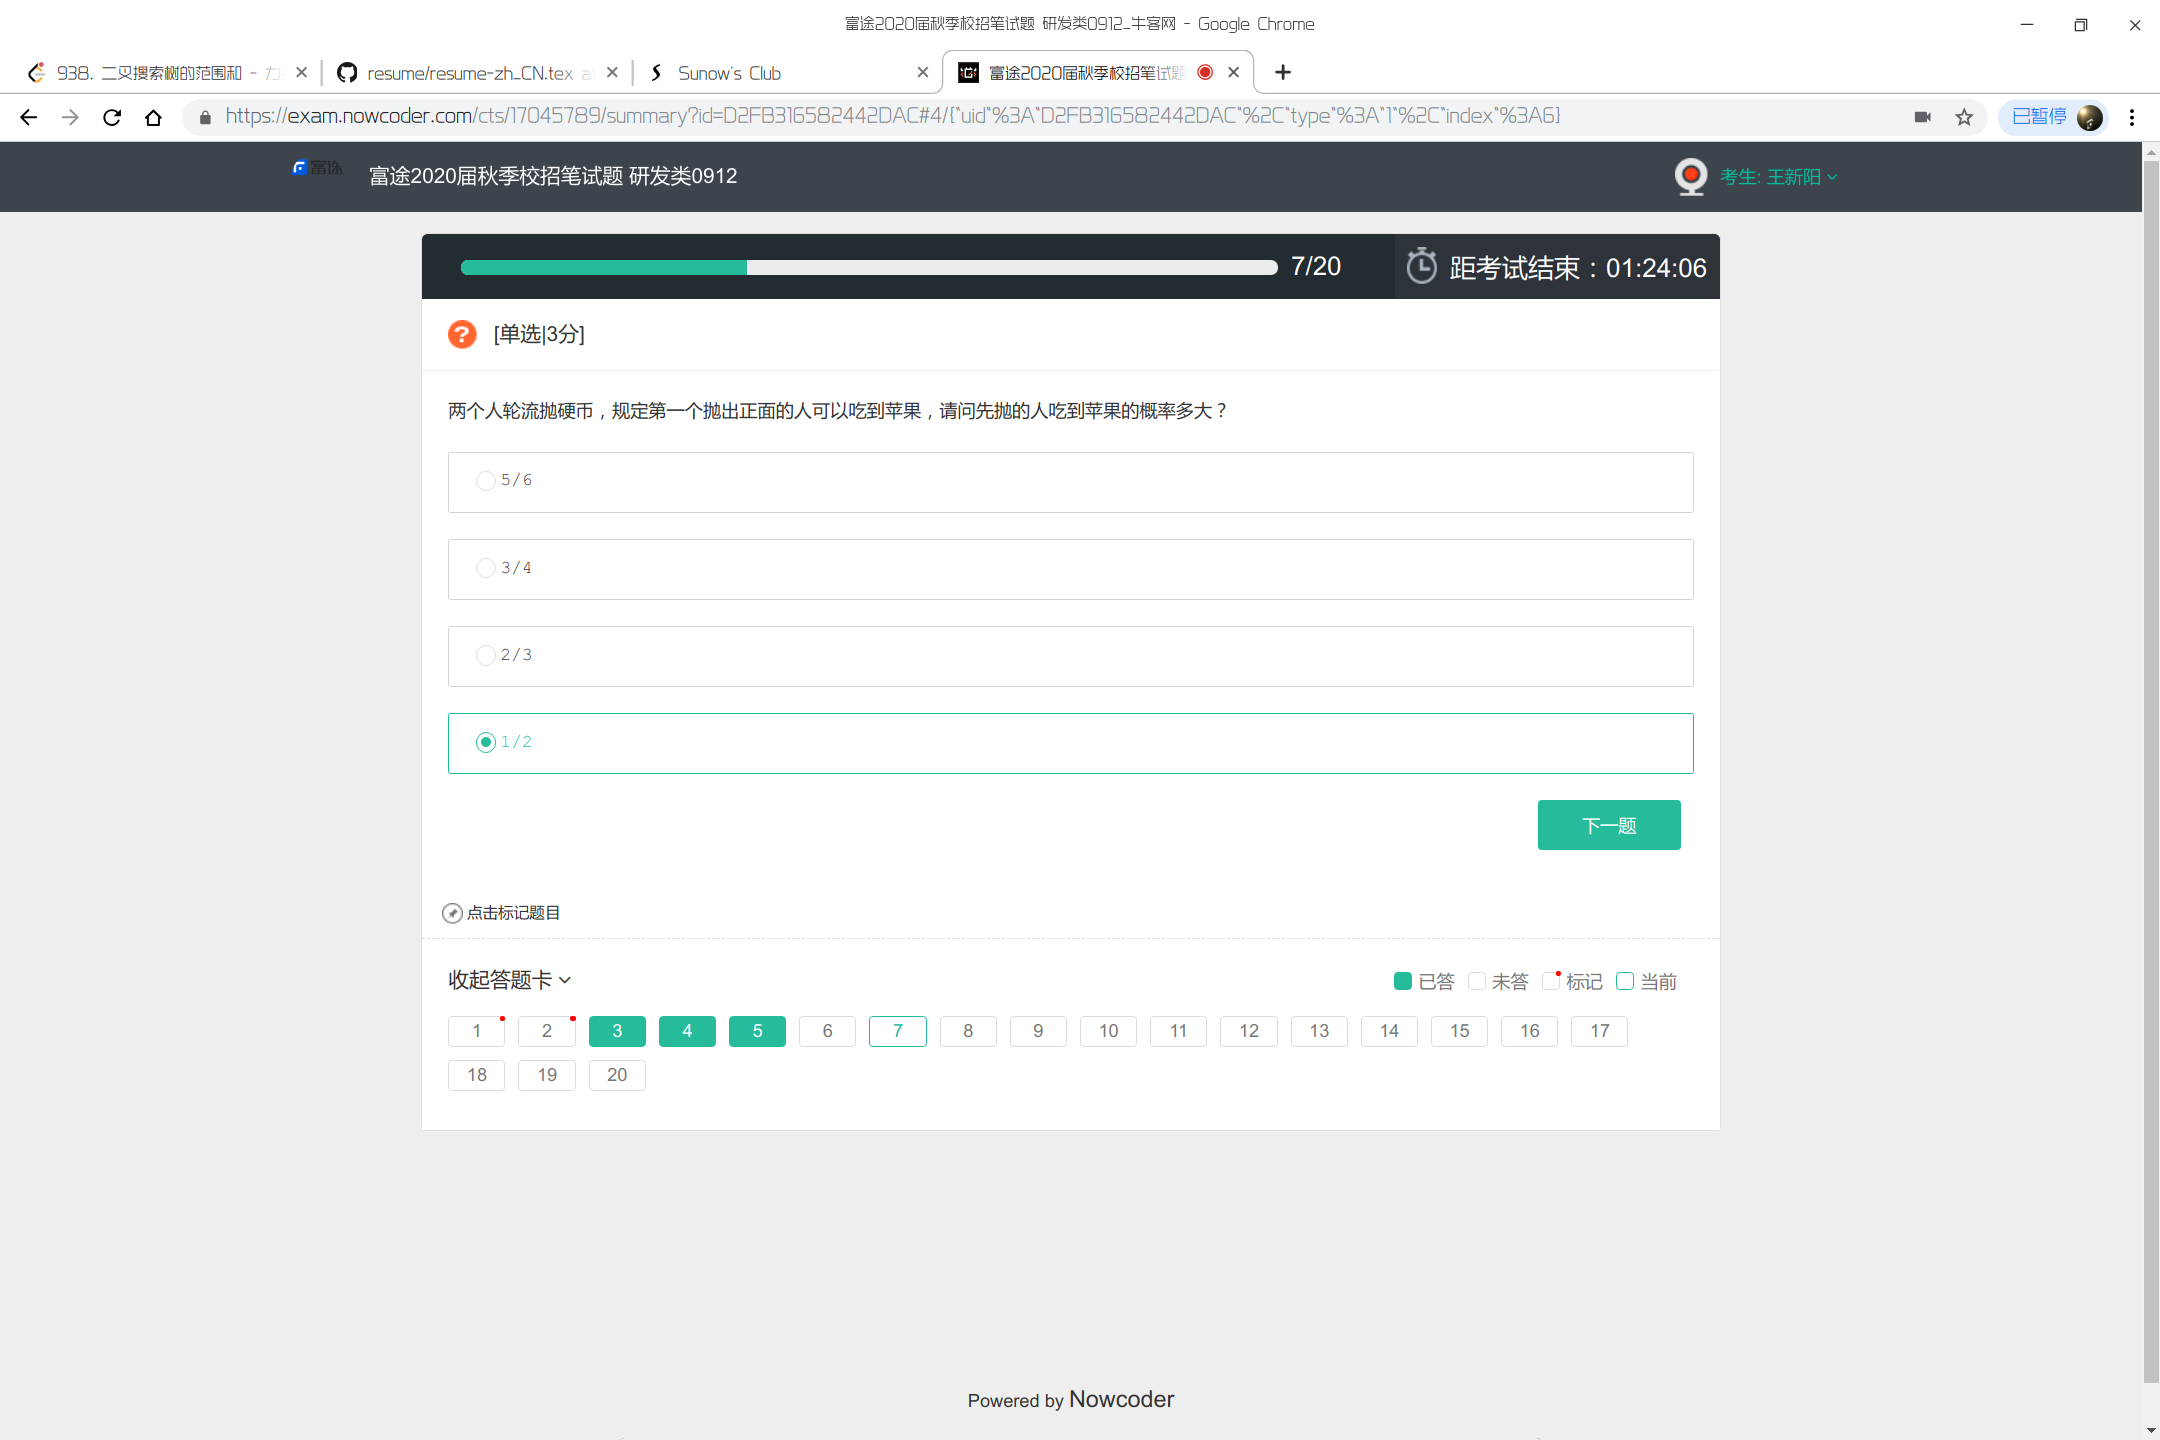 富途2020届秋季校招笔试题 研发类0912_牛客网 - Google Chrome
938. 二叉搜索树的范围和 - 力
resume/resume-zh_CN.tex at
Sunow's Club
富途2020届秋季校招笔试题
https://exam.nowcoder.com/cts/17045789/summary?id=D2FB316582442DAC#4/{"uid"%3A"D2FB316582442DAC"%2C"type"%3A"1"%2C"index"%3A6}
已暂停
富途
富途2020届秋季校招笔试题 研发类0912
考生: 王新阳
7/20
距考试结束：01:24:06
[单选|3分]
两个人轮流抛硬币，规定第一个抛出正面的人可以吃到苹果，请问先抛的人吃到苹果的概率多大？
5/6
3/4
2/3
1/2
下一题
点击标记题目
收起答题卡
已答 未答 标记 当前
1 2 3 4 5 6 7 8 9 10 11 12 13 14 15 16 17
18 19 20
Powered by Nowcoder